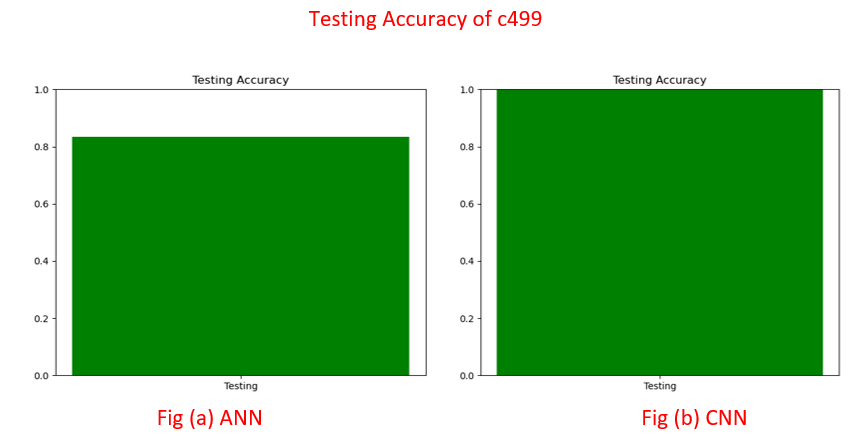 Testing Accuracy of c499
Testing Accuracy
1.0
0.8
0.6
0.4
0.2
0.0
Testing
Fig (a) ANN
Testing Accuracy
1.0
0.8
0.6
0.4
0.2
0.0
Testing
Fig (b) CNN